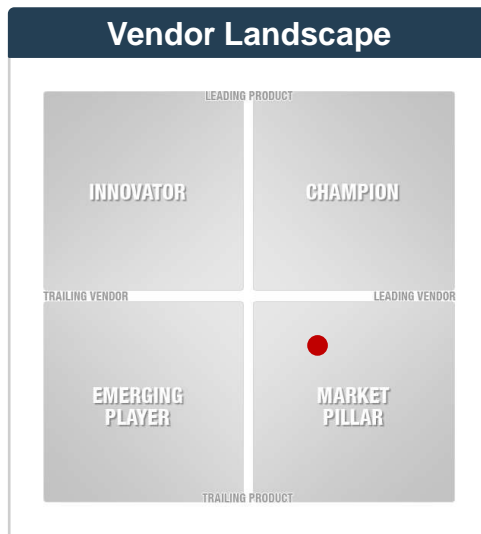 Vendor Landscape
LEADING PRODUCT
INNOVATOR
CHAMPION
TRAILING VENDOR
LEADING VENDOR
EMERGING
PLAYER
MARKET
PILLAR
TRAILING PRODUCT